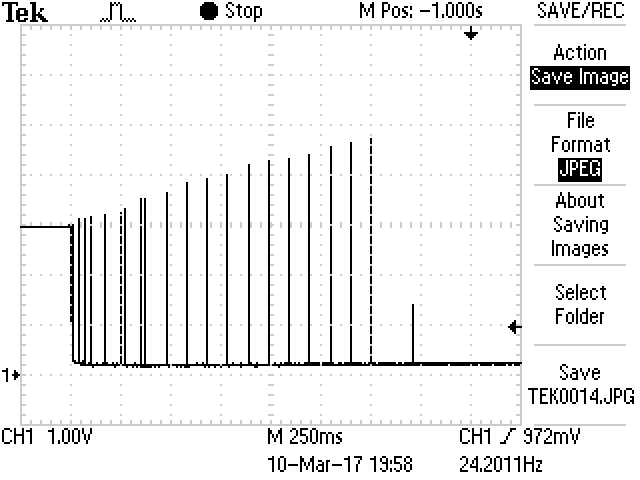 Tek Stop M Pos: -1.000s SAVE/REC
Action
Save Image
File
Format
JPEG
About
Saving
Images
Select
Folder
1
Save
TEK0014.JPG
CH1 1.00V M 250ms CH1 972mV
10-Mar-17 19:58 24.2011Hz